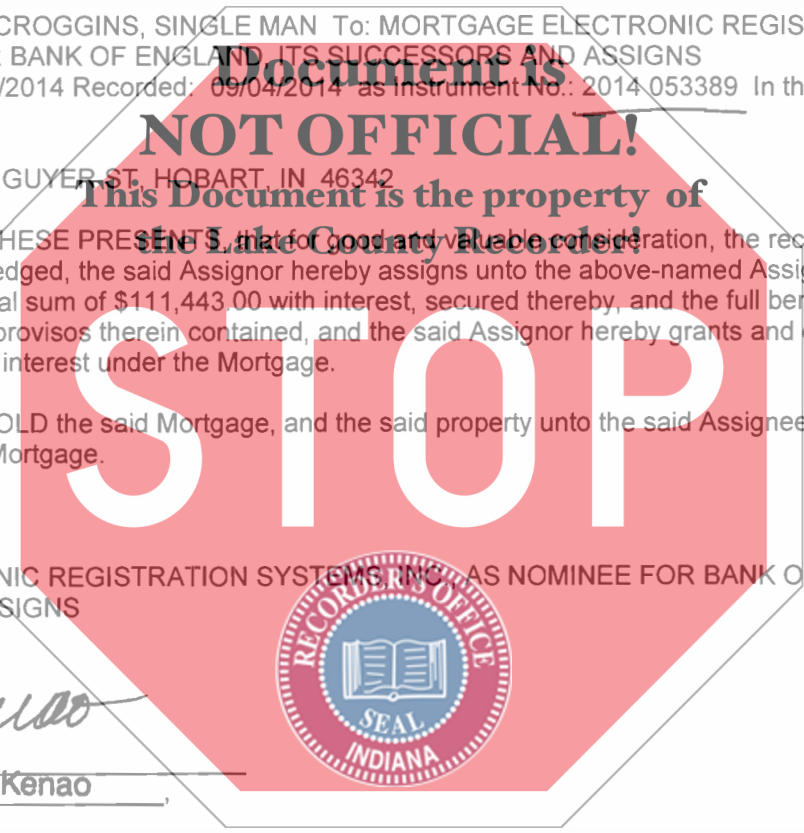 CROGGINS, SINGLE MAN To: MORTGAGE ELECTRONIC REGIS
BANK OF ENGLAND, ITS SUCCESSORS AND ASSIGNS
Document is
/2014 Recorded: 09/04/2014 as Instrument No.: 2014 053389 In th
NOT OFFICIAL!
GUYER ST, HOBART, IN 46342
This Document is the property of
the Lake County Recorder!
HESE PRESENTS, that for good and valuable consideration, the rec
edged, the said Assignor hereby assigns unto the above-named Assig
al sum of $111,443.00 with interest, secured thereby, and the full ben
provisos therein contained, and the said Assignor hereby grants and
interest under the Mortgage.
STOP
OLD the said Mortgage, and the said property unto the said Assignee
Mortgage.
NIC REGISTRATION SYSTEMS, INC., AS NOMINEE FOR BANK O
SIGNS
RECORDER'S OFFICE
SEAL
INDIANA
Kenao